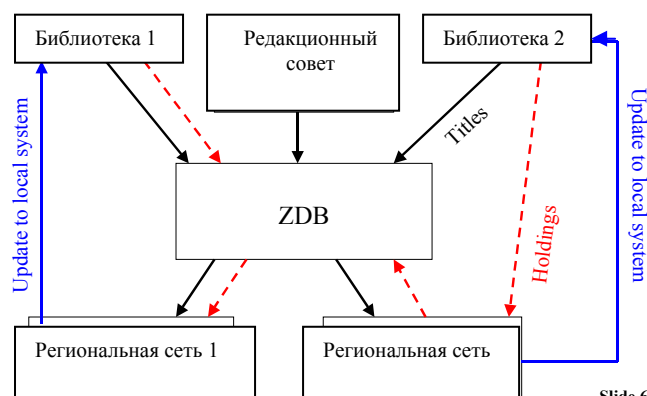 Библиотека 1
Редакционный
совет
Библиотека 2
Titles
Update to local system
Update to local system
ZDB
Holdings
Региональная сеть 1
Региональная сеть
Slide 6